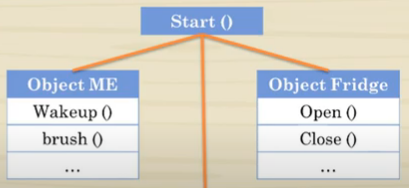 Start ()
Object ME
Wakeup ()
brush ()
...
Object Fridge
Open ()
Close ()
...